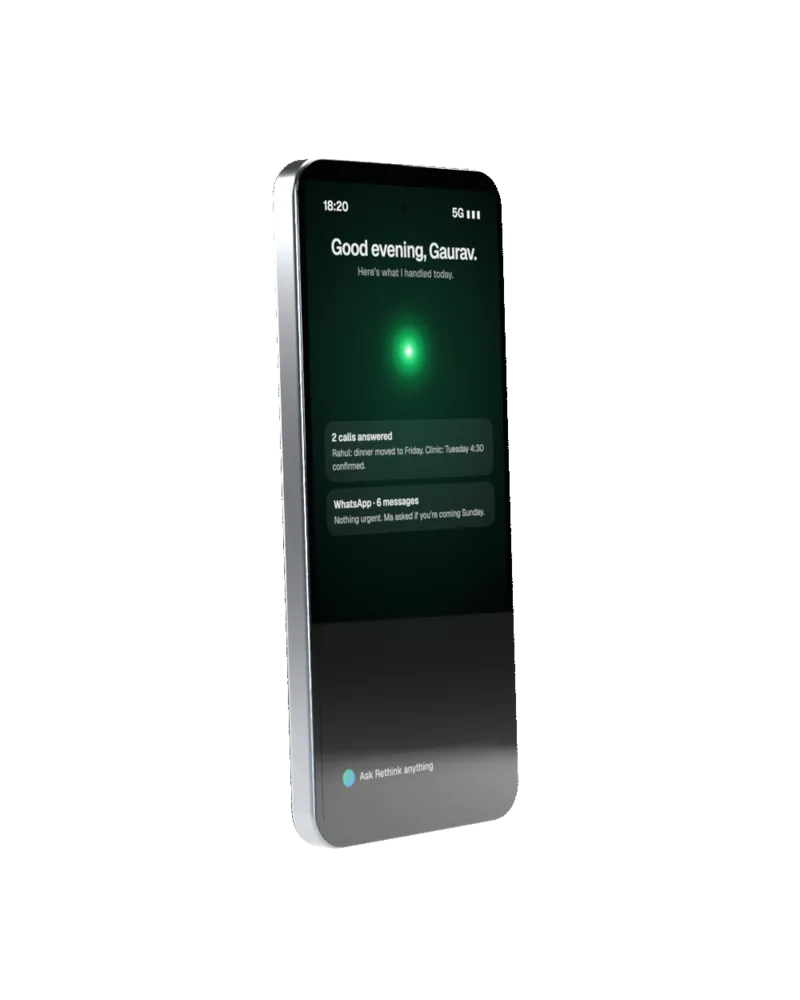 18:20
5G
Good evening, Gaurav.
Here's what I handled today.
2 calls answered
Rahul: dinner moved to Friday. Clinic: Tuesday 4:30
confirmed.
WhatsApp · 6 messages
Nothing urgent. Ma asked if you're coming Sunday.
Ask Rethink anything